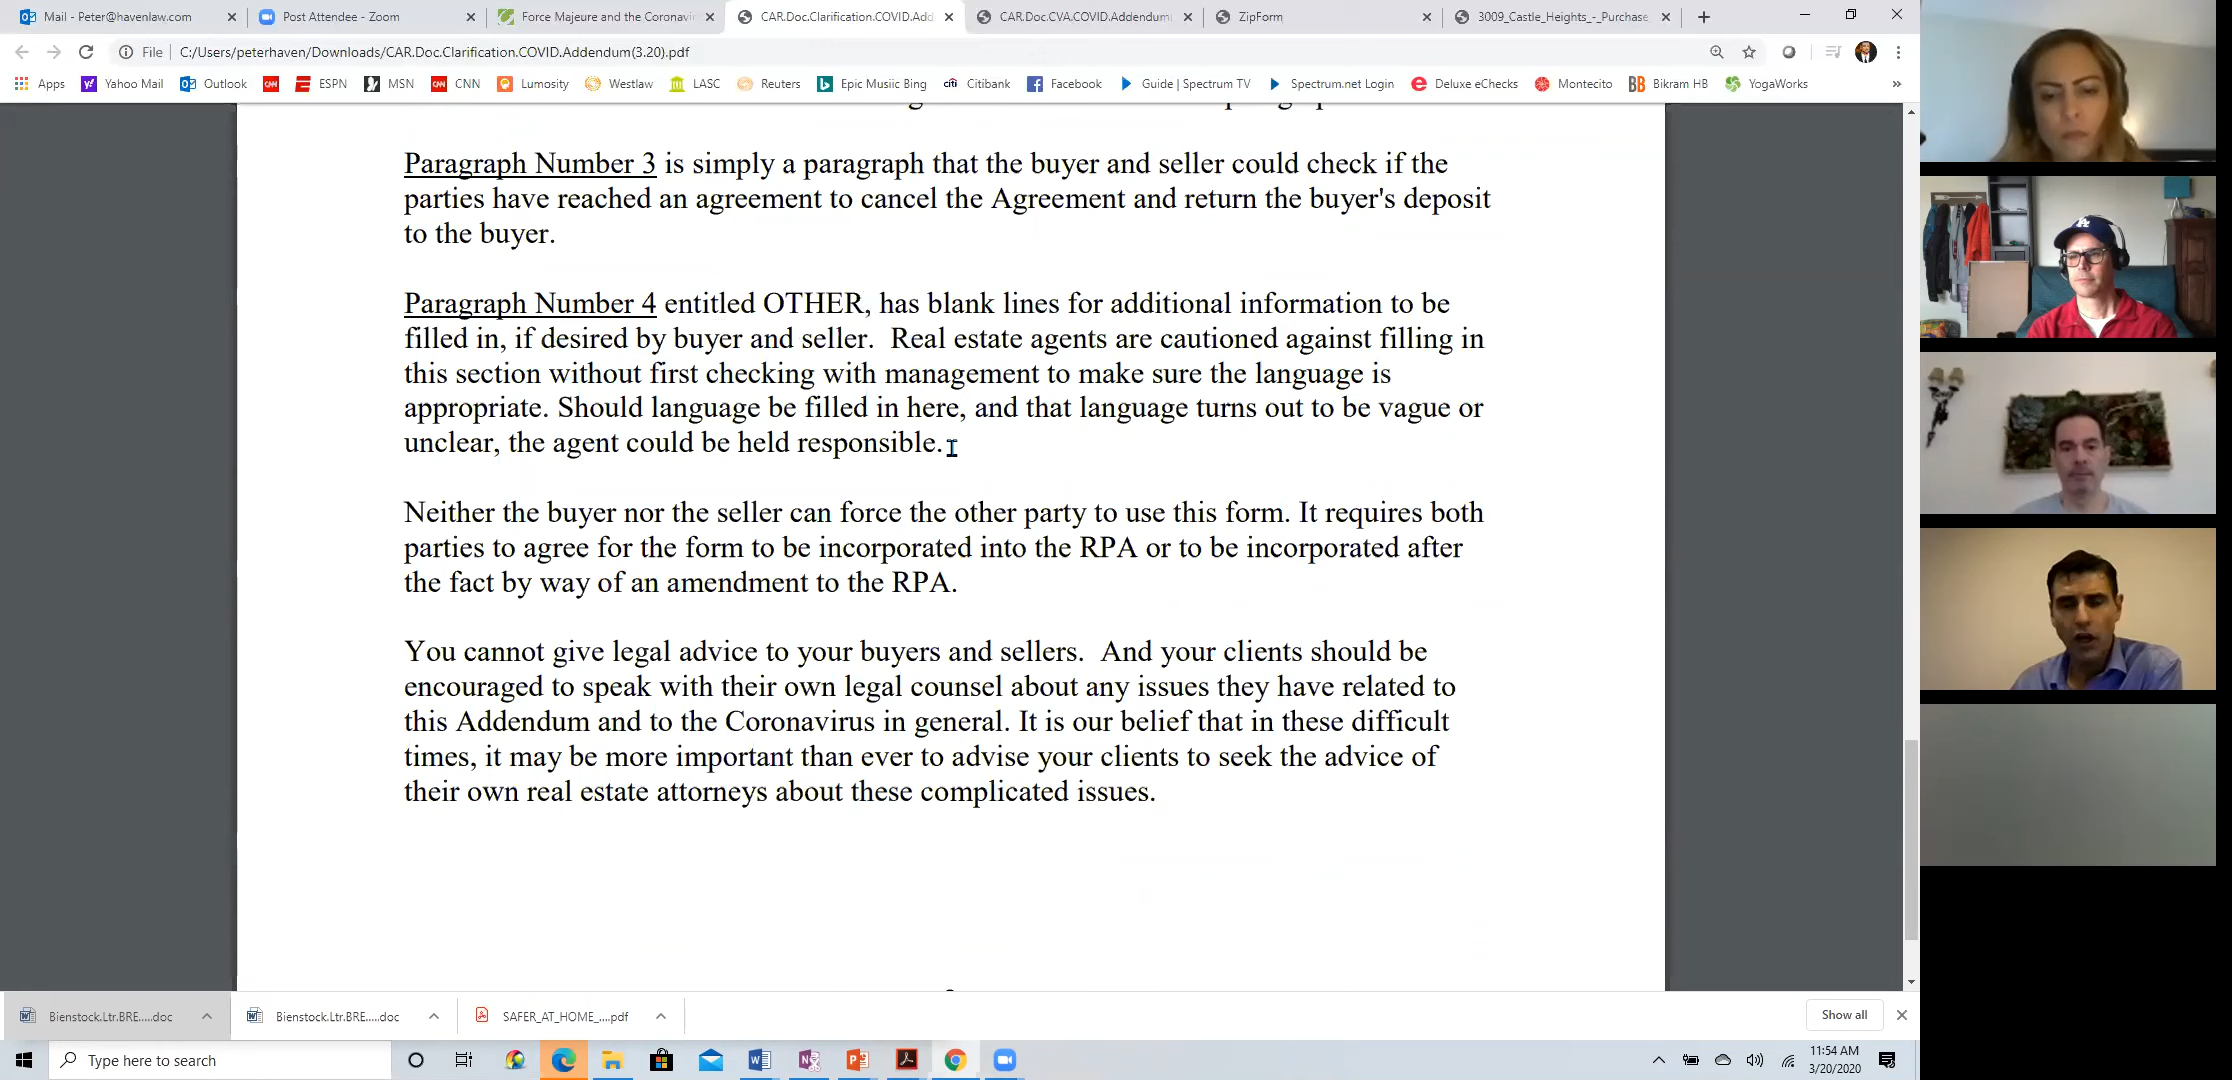 Mail - Peter@havenlaw.com
Post Attendee - Zoom
Force Majeure and the Coronavir
CAR.Doc.Clarification.COVID.Add
CAR.Doc.CVA.COVID.Addendum
ZipForm
3009_Castle_Heights_-_Purchase
File
C:/Users/peterhaven/Downloads/CAR.Doc.Clarification.COVID.Addendum(3.20).pdf
Apps
Yahoo Mail
Outlook
CNN
ESPN
MSN
CNN
Lumosity
Westlaw
LASC
Reuters
Epic Musiic Bing
citi
Citibank
Facebook
Guide | Spectrum TV
Spectrum.net Login
Deluxe eChecks
Montecito
Bikram HB
YogaWorks
»
Paragraph Number 3 is simply a paragraph that the buyer and seller could check if the
parties have reached an agreement to cancel the Agreement and return the buyer's deposit
to the buyer.
Paragraph Number 4 entitled OTHER, has blank lines for additional information to be
filled in, if desired by buyer and seller.  Real estate agents are cautioned against filling in
this section without first checking with management to make sure the language is
appropriate. Should language be filled in here, and that language turns out to be vague or
unclear, the agent could be held responsible.
Neither the buyer nor the seller can force the other party to use this form. It requires both
parties to agree for the form to be incorporated into the RPA or to be incorporated after
the fact by way of an amendment to the RPA.
You cannot give legal advice to your buyers and sellers.  And your clients should be
encouraged to speak with their own legal counsel about any issues they have related to
this Addendum and to the Coronavirus in general. It is our belief that in these difficult
times, it may be more important than ever to advise your clients to seek the advice of
their own real estate attorneys about these complicated issues.
Bienstock.Ltr.BRE.....doc
Bienstock.Ltr.BRE.....doc
SAFER_AT_HOME_....pdf
Show all
Type here to search
11:54 AM
3/20/2020
LA